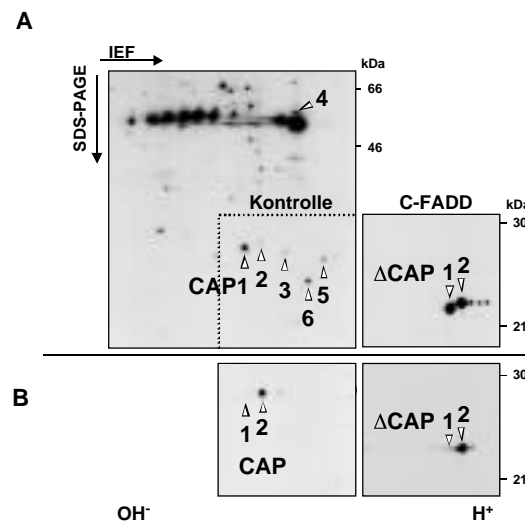 A
IEF
SDS-PAGE
kDa
66
4
46
Kontrolle
C-FADD
kDa
30
CAP1 2 3 6 5
ΔCAP 1 2
21
B
30
1 2
CAP
ΔCAP 1 2
21
OH-
H+